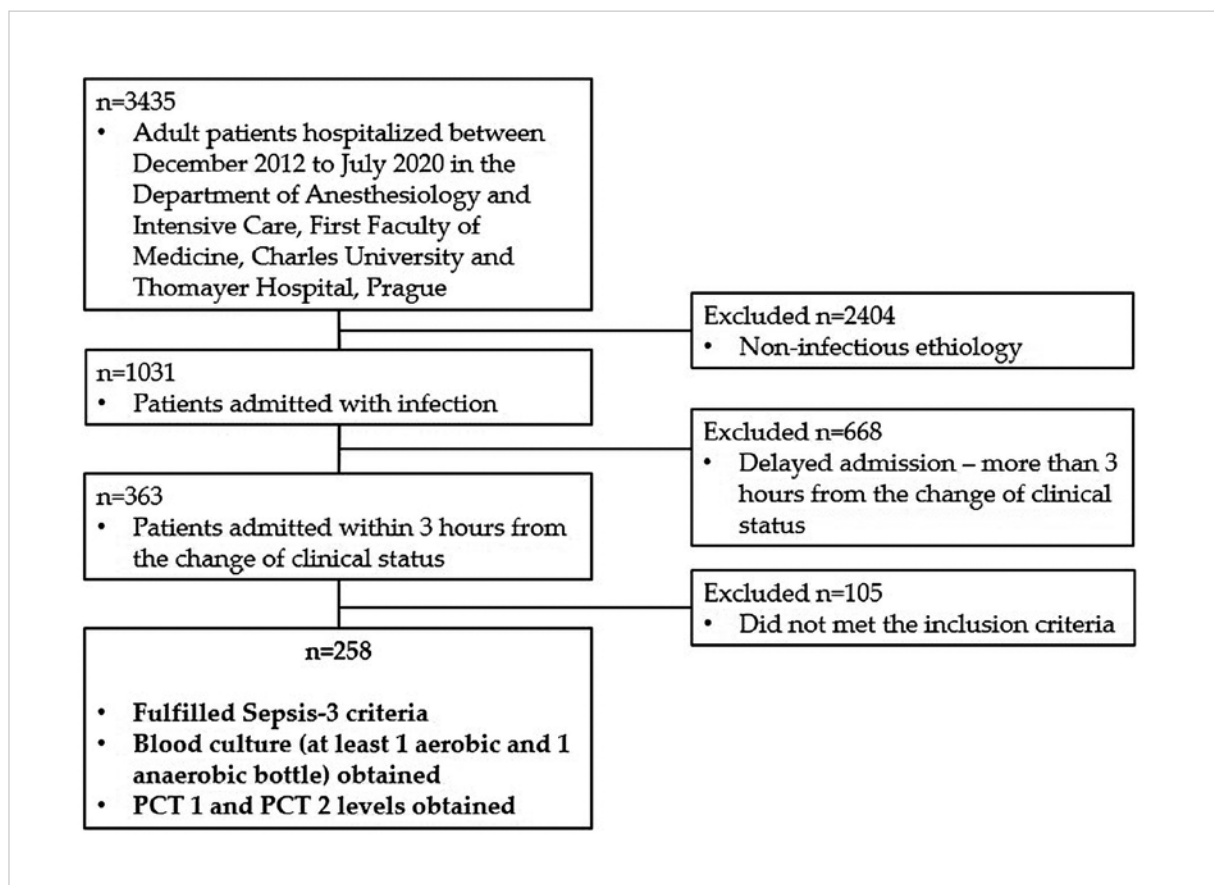 n=3435
• Adult patients hospitalized between
December 2012 to July 2020 in the
Department of Anesthesiology and
Intensive Care, First Faculty of
Medicine, Charles University and
Thomayer Hospital, Prague
Excluded n=2404
• Non-infectious ethiology
n=1031
• Patients admitted with infection
Excluded n=668
• Delayed admission – more than 3
hours from the change of clinical
status
n=363
• Patients admitted within 3 hours from
the change of clinical status
Excluded n=105
• Did not met the inclusion criteria
n=258
• Fulfilled Sepsis-3 criteria
• Blood culture (at least 1 aerobic and 1
anaerobic bottle) obtained
• PCT 1 and PCT 2 levels obtained